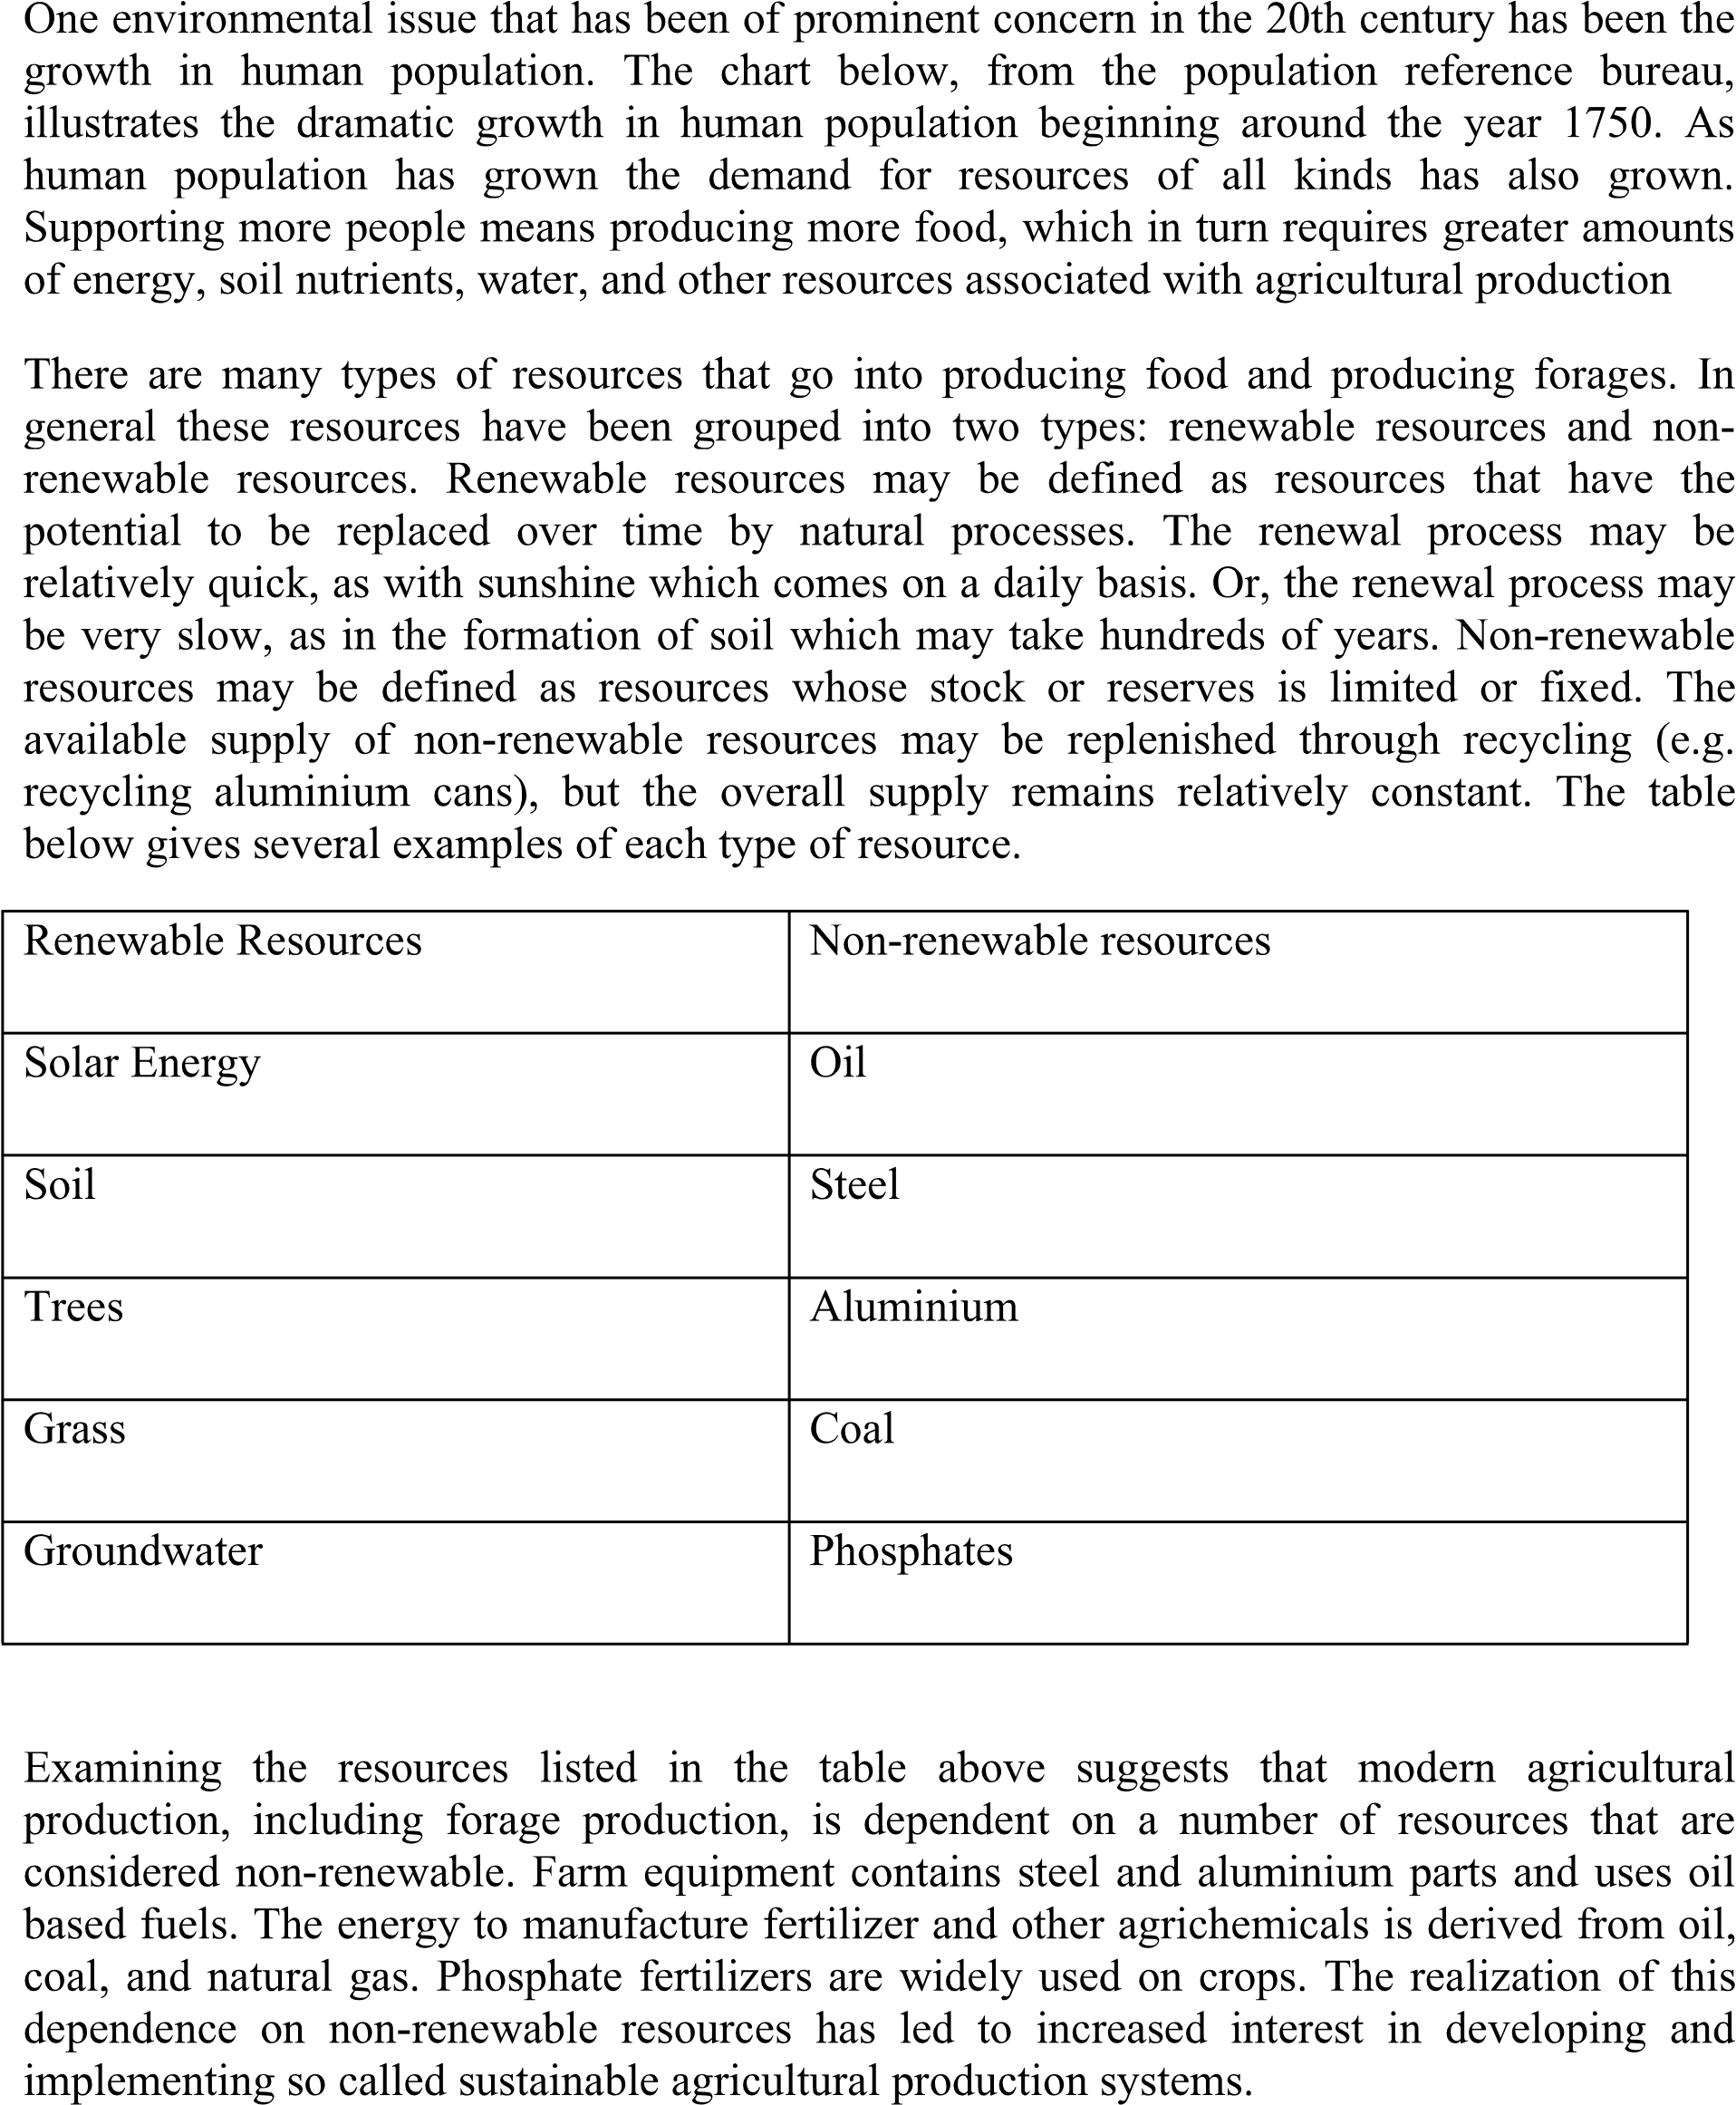 One environmental issue that has been of prominent concern in the 20th century has been the
growth in human population. The chart below, from the population reference bureau,
illustrates the dramatic growth in human population beginning around the year 1750. As
human population has grown the demand for resources of all kinds has also grown.
Supporting more people means producing more food, which in turn requires greater amounts
of energy, soil nutrients, water, and other resources associated with agricultural production
There are many types of resources that go into producing food and producing forages. In
general these resources have been grouped into two types: renewable resources and non-
renewable resources. Renewable resources may be defined as resources that have the
potential to be replaced over time by natural processes. The renewal process may be
relatively quick, as with sunshine which comes on a daily basis. Or, the renewal process may
be very slow, as in the formation of soil which may take hundreds of years. Non-renewable
resources may be defined as resources whose stock or reserves is limited or fixed. The
available supply of non-renewable resources may be replenished through recycling (e.g.
recycling aluminium cans), but the overall supply remains relatively constant. The table
below gives several examples of each type of resource.
Renewable Resources Non-renewable resources
Solar Energy Oil
Soil Steel
Trees Aluminium
Grass Coal
Groundwater Phosphates
Examining the resources listed in the table above suggests that modern agricultural
production, including forage production, is dependent on a number of resources that are
considered non-renewable. Farm equipment contains steel and aluminium parts and uses oil
based fuels. The energy to manufacture fertilizer and other agrichemicals is derived from oil,
coal, and natural gas. Phosphate fertilizers are widely used on crops. The realization of this
dependence on non-renewable resources has led to increased interest in developing and
implementing so called sustainable agricultural production systems.